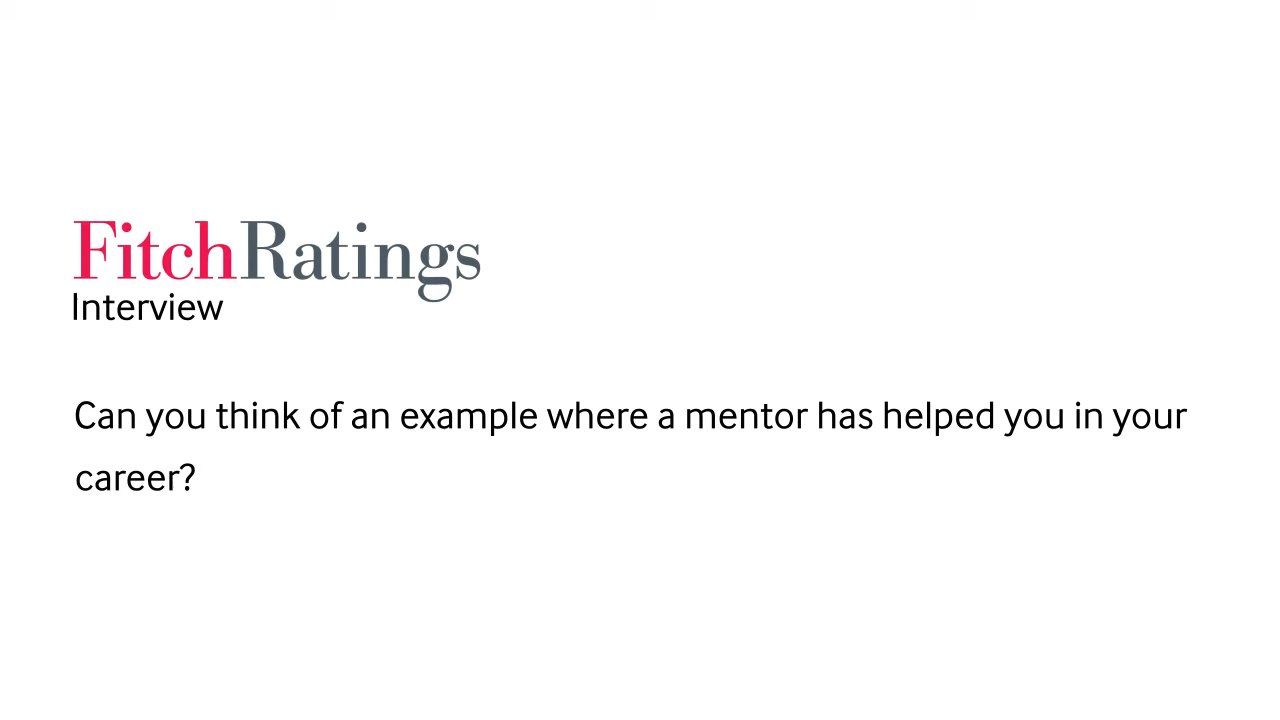 FitchRatings
Interview
Can you think of an example where a mentor has helped you in your
career?